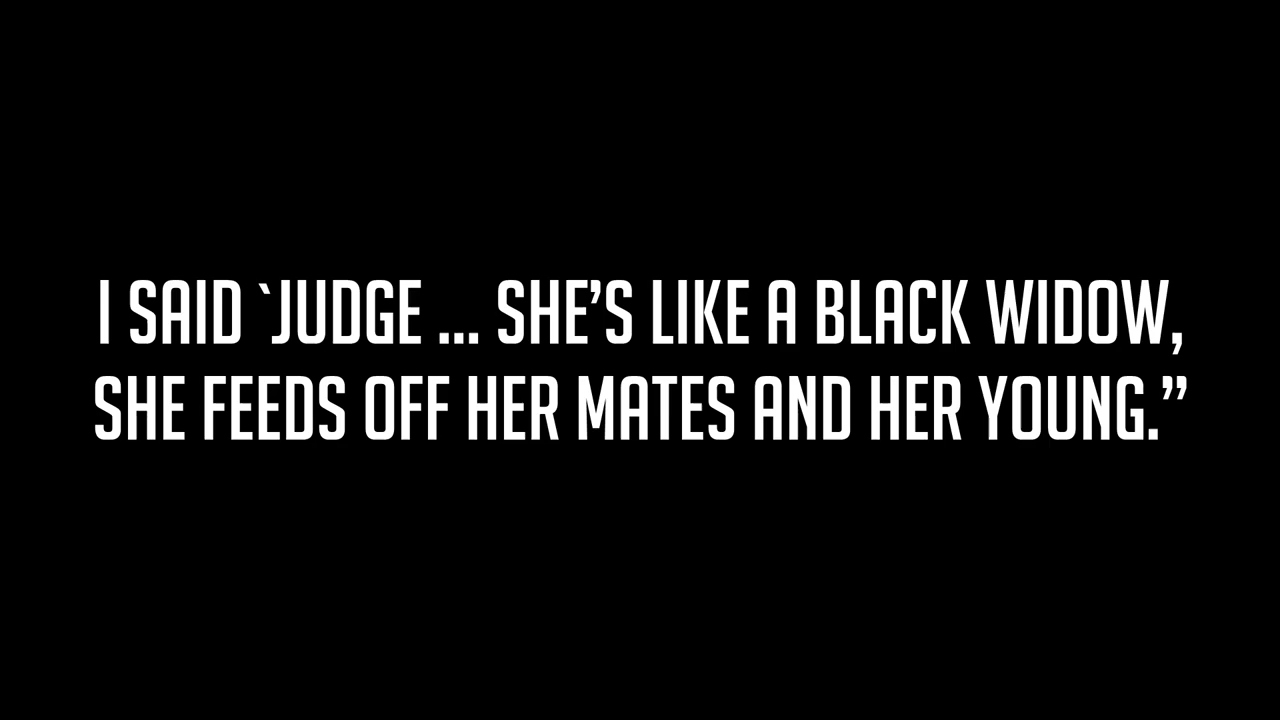 I SAID `JUDGE ... SHE’S LIKE A BLACK WIDOW,
SHE FEEDS OFF HER MATES AND HER YOUNG.”